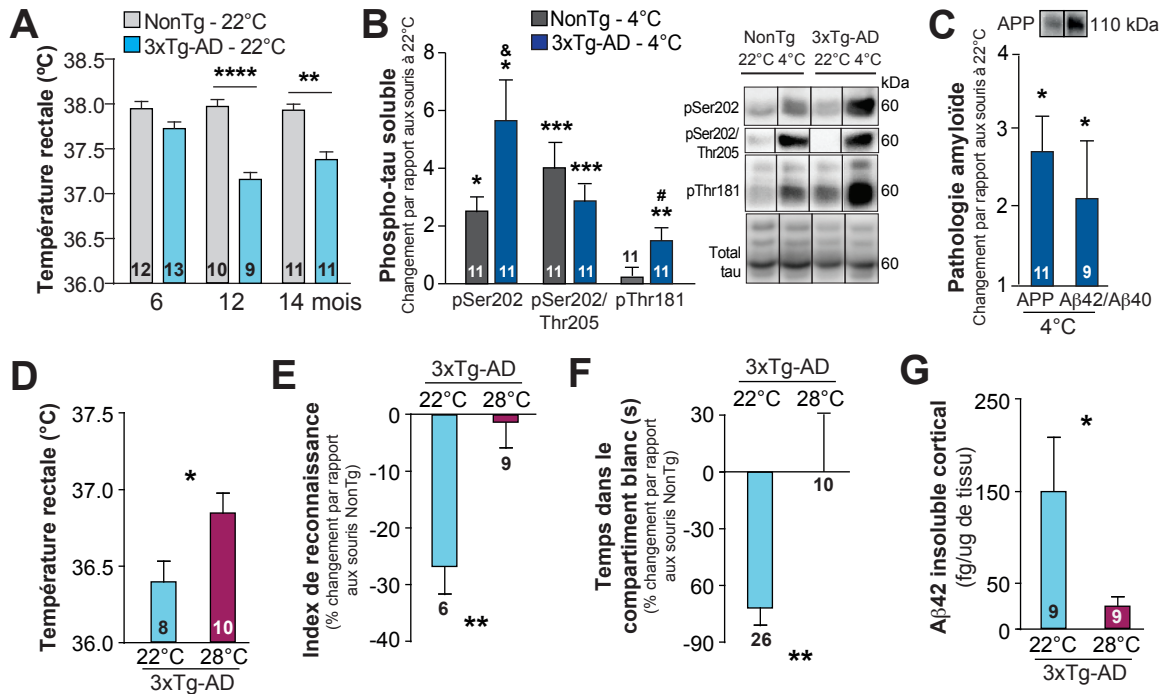 A
NonTg - 22°C
3xTg-AD - 22°C
Température rectale (ºC)
38.5
38.0
37.5
37.0
36.5
36.0
****
**
12
13
10
9
11
11
6
12
14 mois
B
NonTg - 4°C
3xTg-AD - 4°C
Phospho-tau soluble
Changement par rapport aux souris à 22°C
8
6
4
2
0
*
&
*
***
***
#
**
11
11
11
11
11
11
pSer202
pSer202/
Thr205
pThr181
NonTg
3xTg-AD
22°C
4°C
22°C
4°C
kDa
pSer202
60
pSer202/
Thr205
60
pThr181
60
Total
tau
60
C
APP
110 kDa
Pathologie amyloïde
Changement par rapport aux souris à 22°C
4
3
2
1
*
*
11
9
APP
Aβ42/Aβ40
4°C
D
Température rectale (°C)
37.5
37.0
36.5
36.0
*
8
10
22°C
28°C
3xTg-AD
E
3xTg-AD
22°C
28°C
Index de reconnaissance
(% changement par rapport
aux souris NonTg)
0
-10
-20
-30
-40
6
9
**
F
3xTg-AD
22°C
28°C
Temps dans le
compartiment blanc (s)
(% changement par rapport
aux souris NonTg)
30
0
-30
-60
-90
26
10
**
G
Aβ42 insoluble cortical
(fg/ug de tissu)
250
150
50
0
*
9
9
22°C
28°C
3xTg-AD